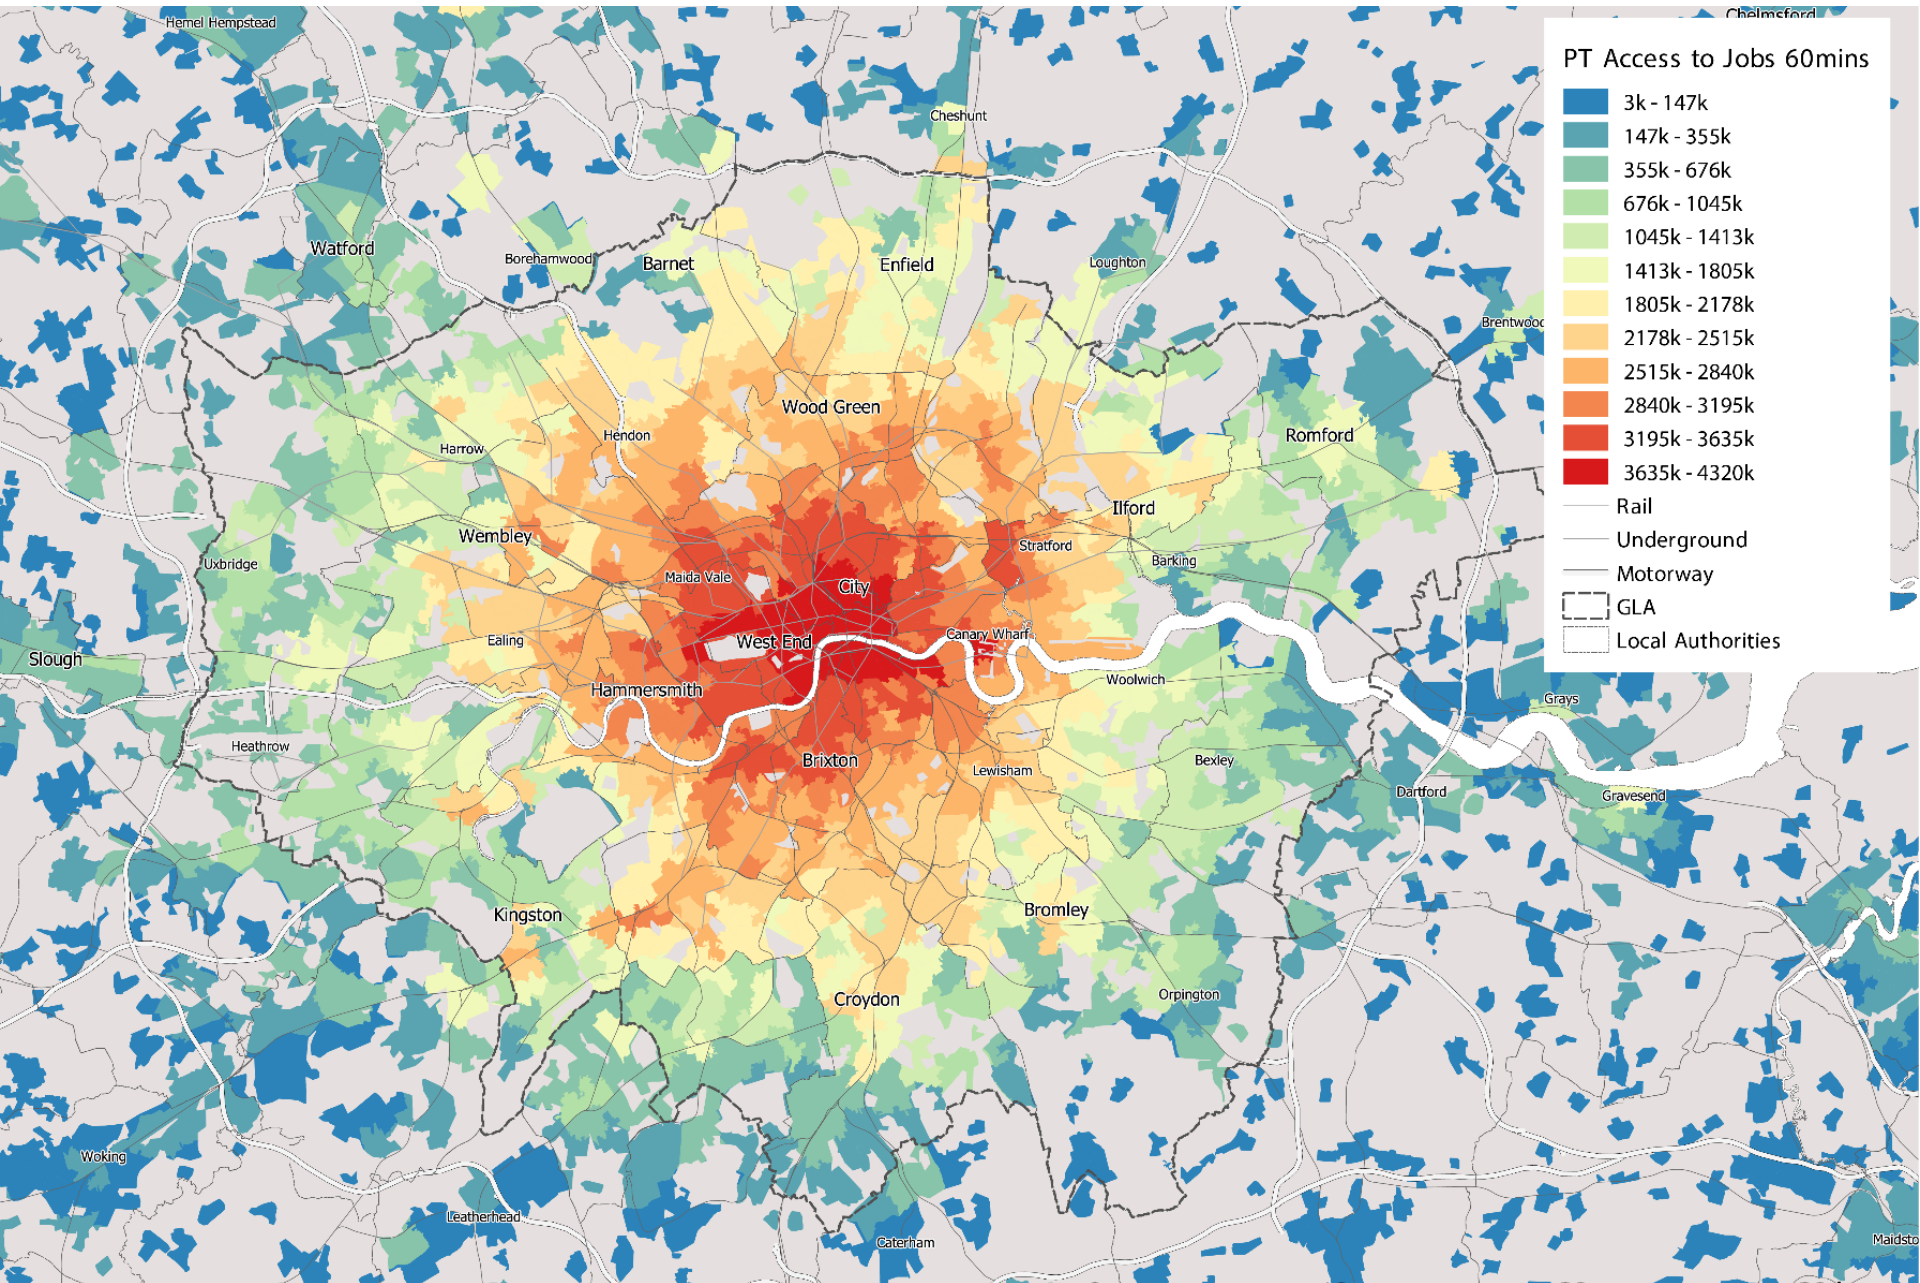 Hemel Hempstead
Chelmsford
PT Access to Jobs 60mins
3k - 147k
147k - 355k
355k - 676k
676k - 1045k
1045k - 1413k
1413k - 1805k
1805k - 2178k
2178k - 2515k
2515k - 2840k
2840k - 3195k
3195k - 3635k
3635k - 4320k
Rail
Underground
Motorway
GLA
Local Authorities
Cheshunt
Watford
Borehamwood
Barnet
Enfield
Loughton
Brentwood
Wood Green
Hendon
Harrow
Romford
Ilford
Wembley
Stratford
Uxbridge
Maida Vale
City
Barking
Ealing
West End
Canary Wharf
Slough
Hammersmith
Woolwich
Grays
Heathrow
Brixton
Lewisham
Bexley
Dartford
Gravesend
Kingston
Bromley
Croydon
Orpington
Woking
Leatherhead
Caterham
Maidsto